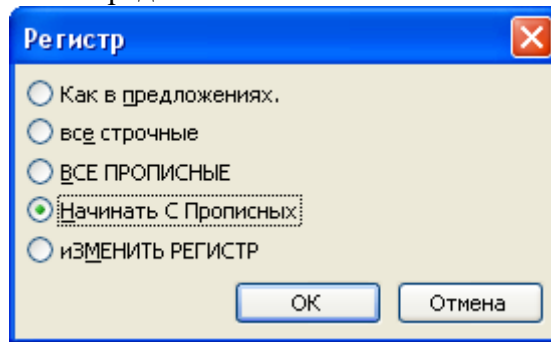 Регистр
Как в предложениях.
все строчные
ВСЕ ПРОПИСНЫЕ
Начинать С Прописных
иЗМЕНИТЬ РЕГИСТР
ОК Отмена